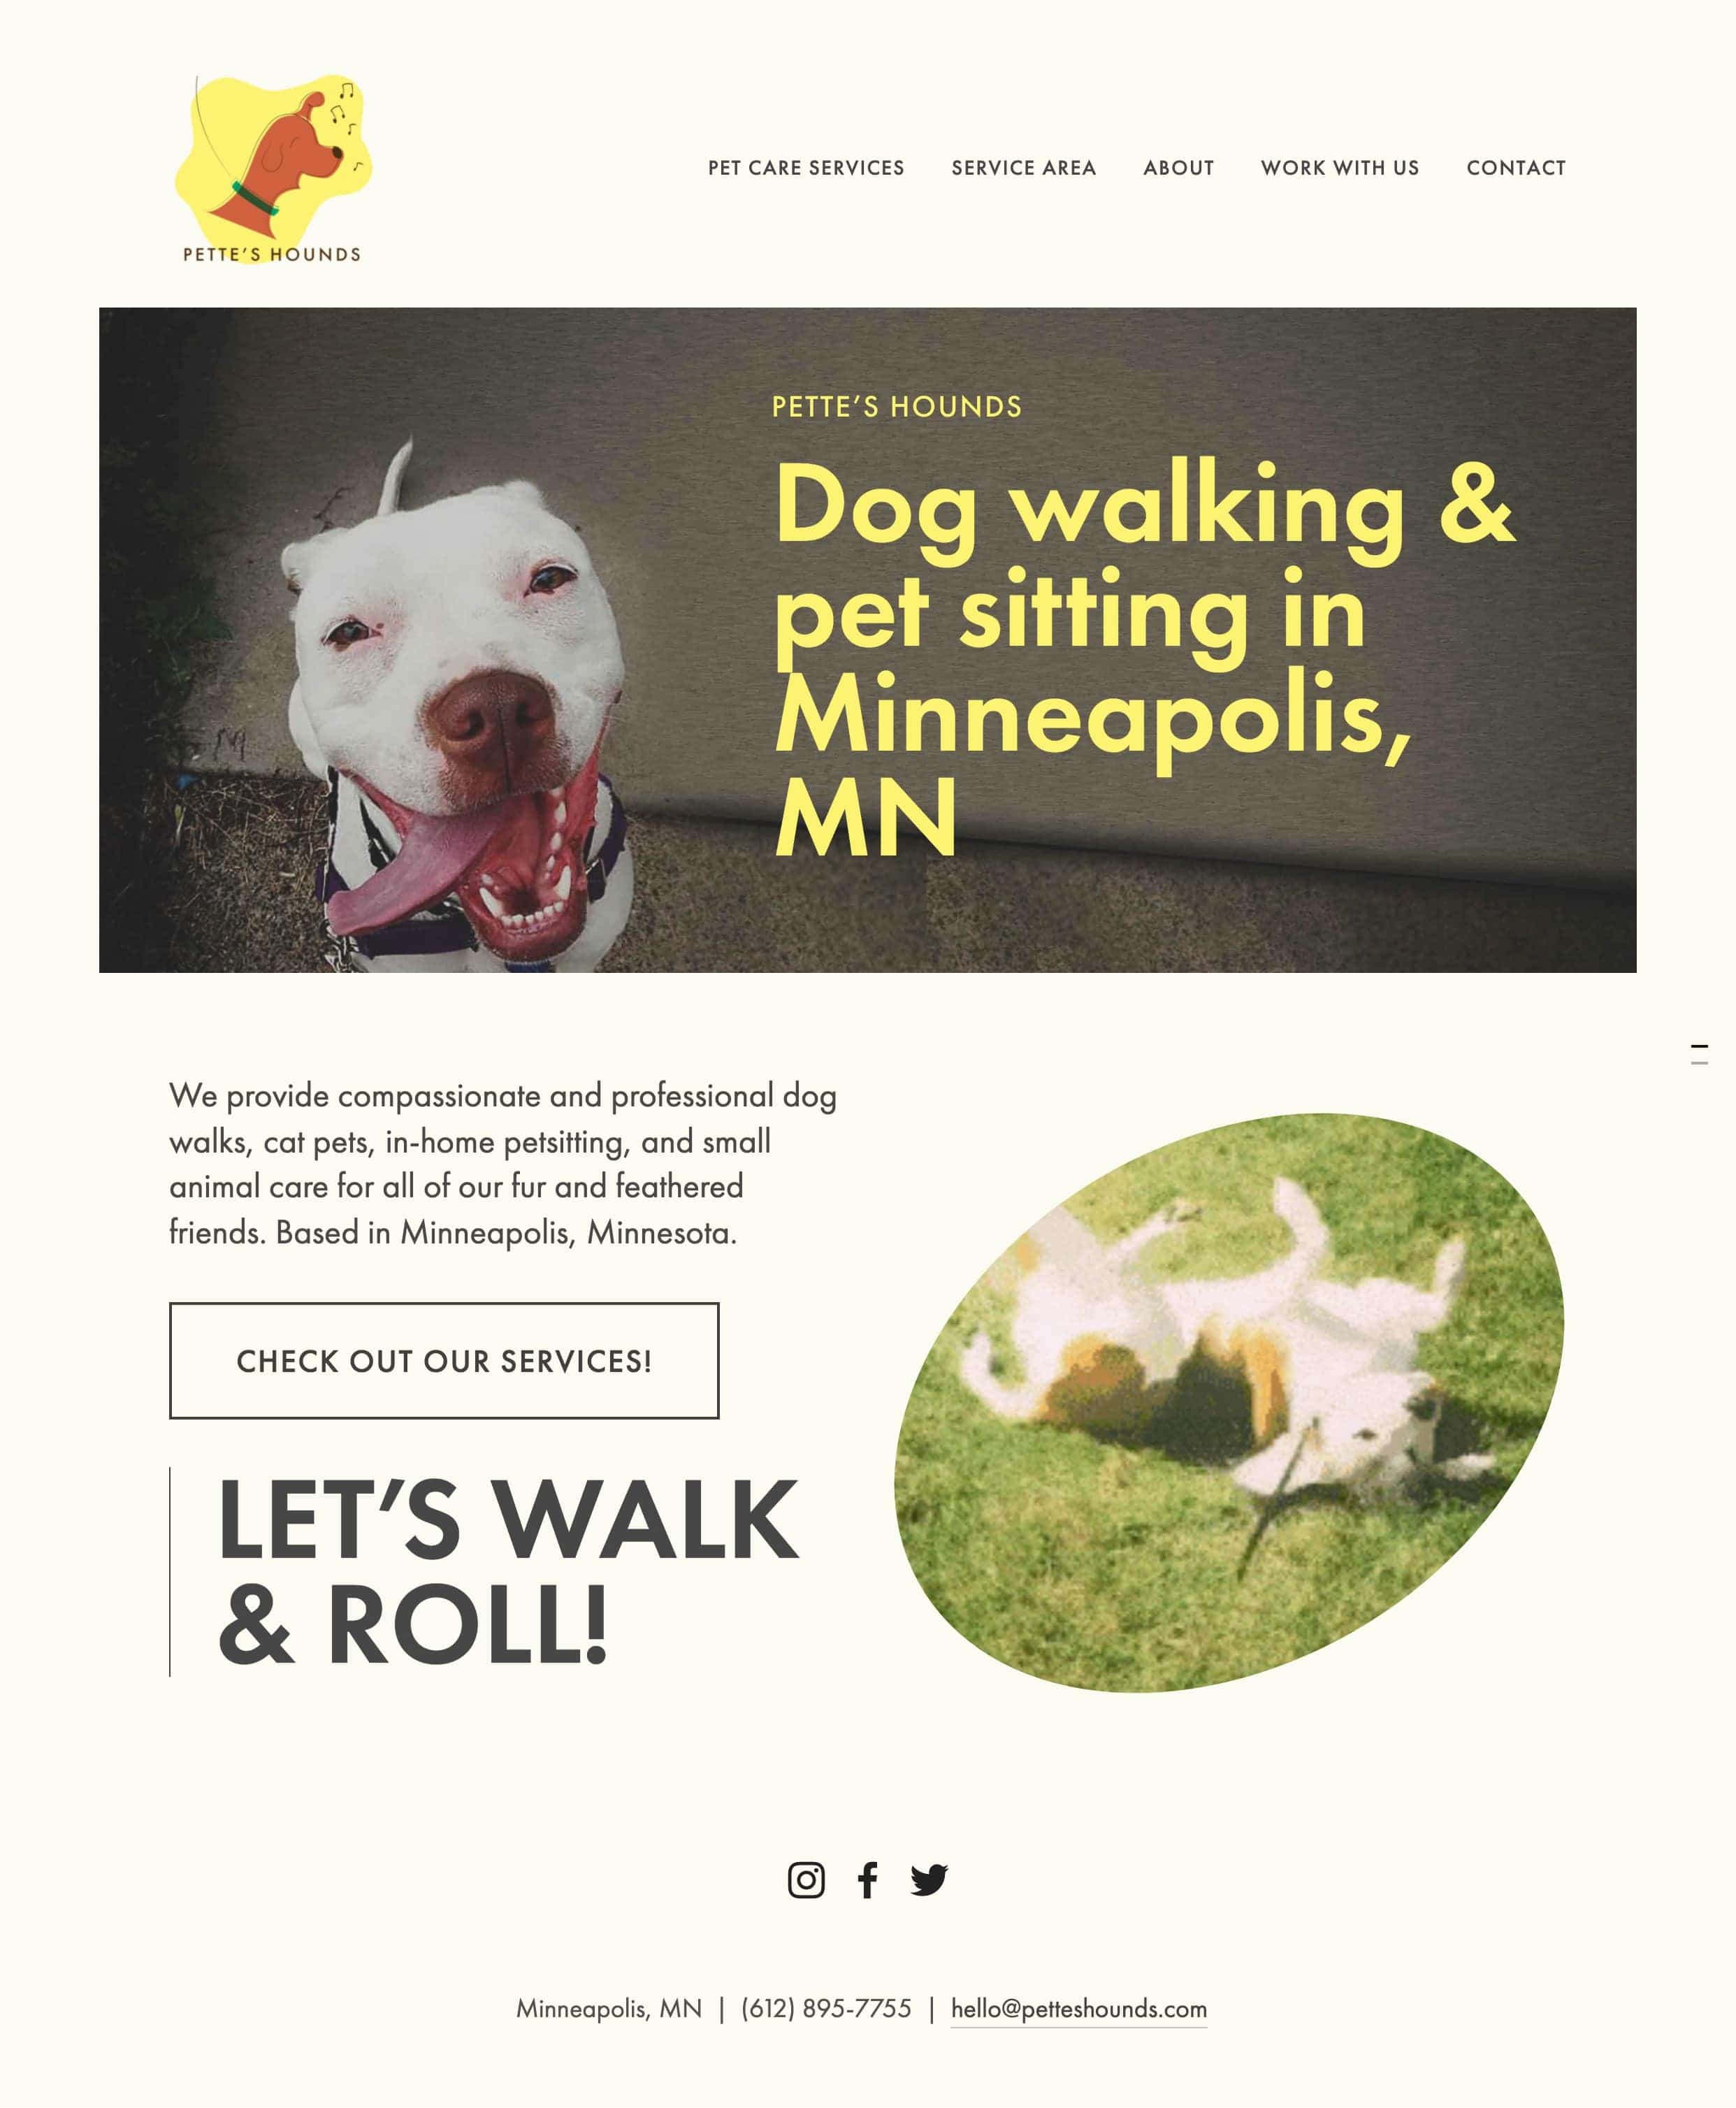 PETTE'S HOUNDS
PET CARE SERVICES SERVICE AREA ABOUT WORK WITH US CONTACT
PETTE'S HOUNDS
Dog walking &
pet sitting in
Minneapolis,
MN
We provide compassionate and professional dog
walks, cat pets, in-home petsitting, and small
animal care for all of our fur and feathered
friends. Based in Minneapolis, Minnesota.
CHECK OUT OUR SERVICES!
LET'S WALK
& ROLL!
Minneapolis, MN | (612) 895-7755 | hello@petteshounds.com